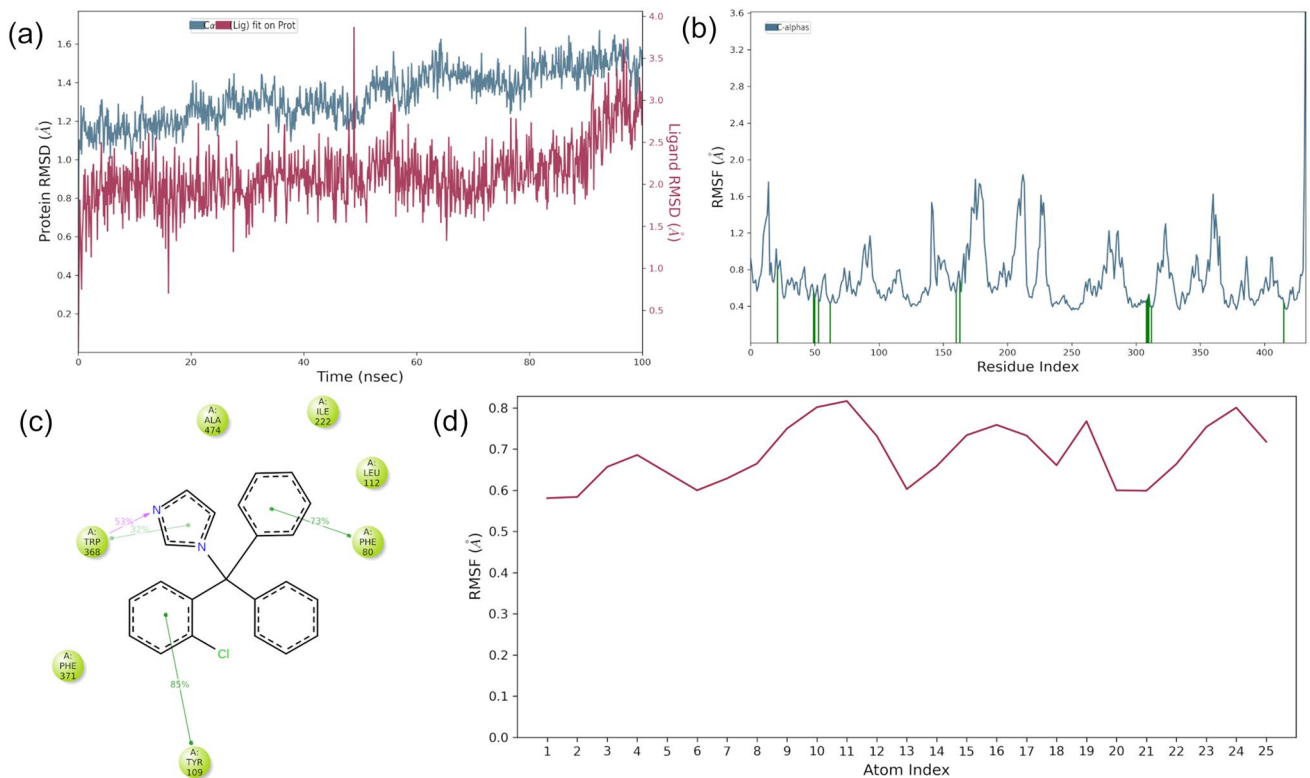 (a)
Cα (Lig) fit on Prot
Protein RMSD (Å)
1.6
1.4
1.2
1.0
0.8
0.6
0.4
0.2
4.0
3.5
3.0
2.5
2.0
1.5
1.0
0.5
Ligand RMSD (Å)
0 20 40 60 80 100
Time (nsec)
(b)
C-alphas
RMSF (Å)
3.6
3.0
2.4
1.8
1.2
0.8
0.4
0 50 100 150 200 250 300 350 400
Residue Index
(c)
A:
ALA
474
A:
ILE
222
A:
LEU
112
A:
PHE
80
A:
TRP
368
A:
PHE
371
A:
TYR
109
N
N
Cl
53%
32%
73%
85%
(d)
RMSF (Å)
0.8
0.7
0.6
0.5
0.4
0.3
0.2
0.1
0.0
1 2 3 4 5 6 7 8 9 10 11 12 13 14 15 16 17 18 19 20 21 22 23 24 25
Atom Index